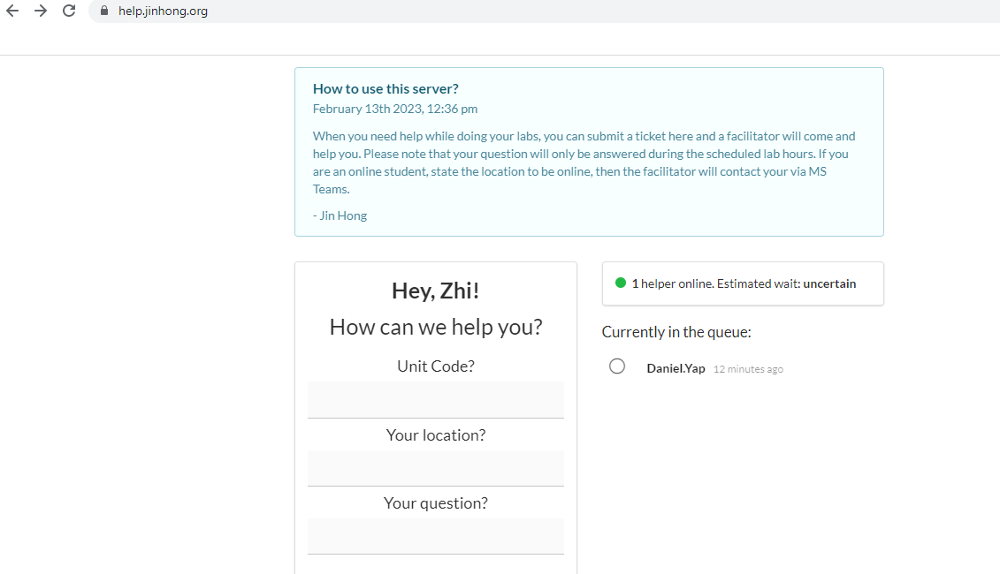 help.jinhong.org
How to use this server?
February 13th 2023, 12:36 pm
When you need help while doing your labs, you can submit a ticket here and a facilitator will come and
help you. Please note that your question will only be answered during the scheduled lab hours. If you
are an online student, state the location to be online, then the facilitator will contact your via MS
Teams.
- Jin Hong
Hey, Zhi!
How can we help you?
Unit Code?
Your location?
Your question?
1 helper online. Estimated wait: uncertain
Currently in the queue:
Daniel.Yap 12 minutes ago